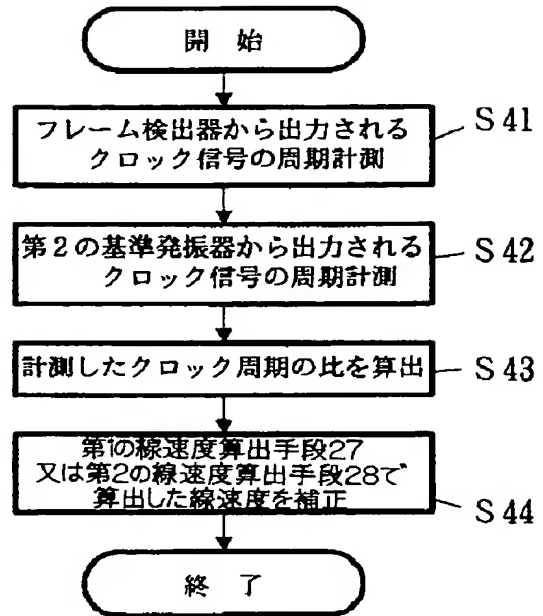 開 始
フレーム検出器から出力される
クロック信号の周期計測
S 41
第2の基準発振器から出力される
クロック信号の周期計測
S 42
計測したクロック周期の比を算出
S 43
第1の線速度算出手段27
又は第2の線速度算出手段28で
算出した線速度を補正
S 44
終 了